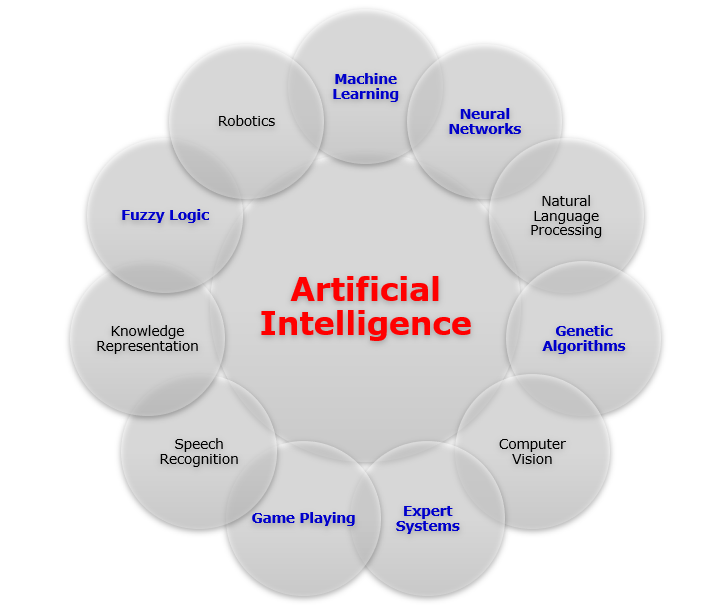 Machine
Learning
Neural
Networks
Natural
Language
Processing
Genetic
Algorithms
Computer
Vision
Expert
Systems
Game Playing
Speech
Recognition
Knowledge
Representation
Fuzzy Logic
Robotics
Artificial
Intelligence